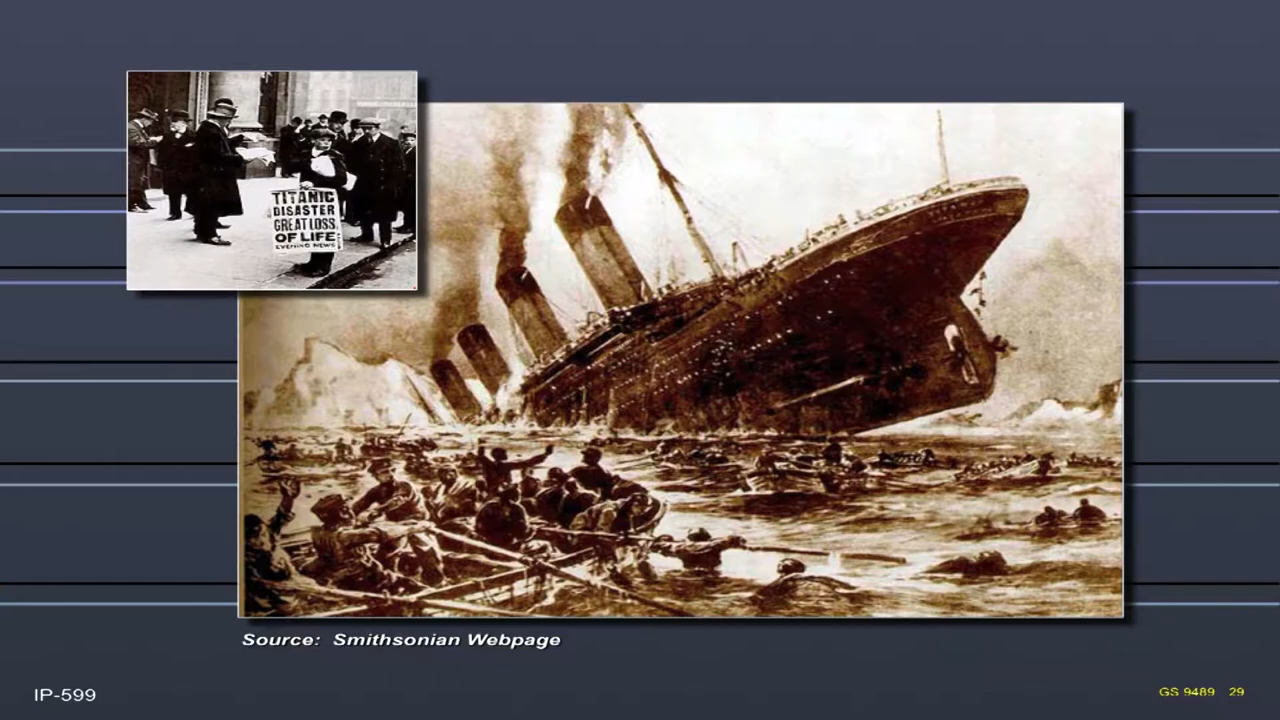 TITANIC
DISASTER
GREAT LOSS
OF LIFE
EVENING NEWS
Source:  Smithsonian Webpage
IP-599
GS 9489   29